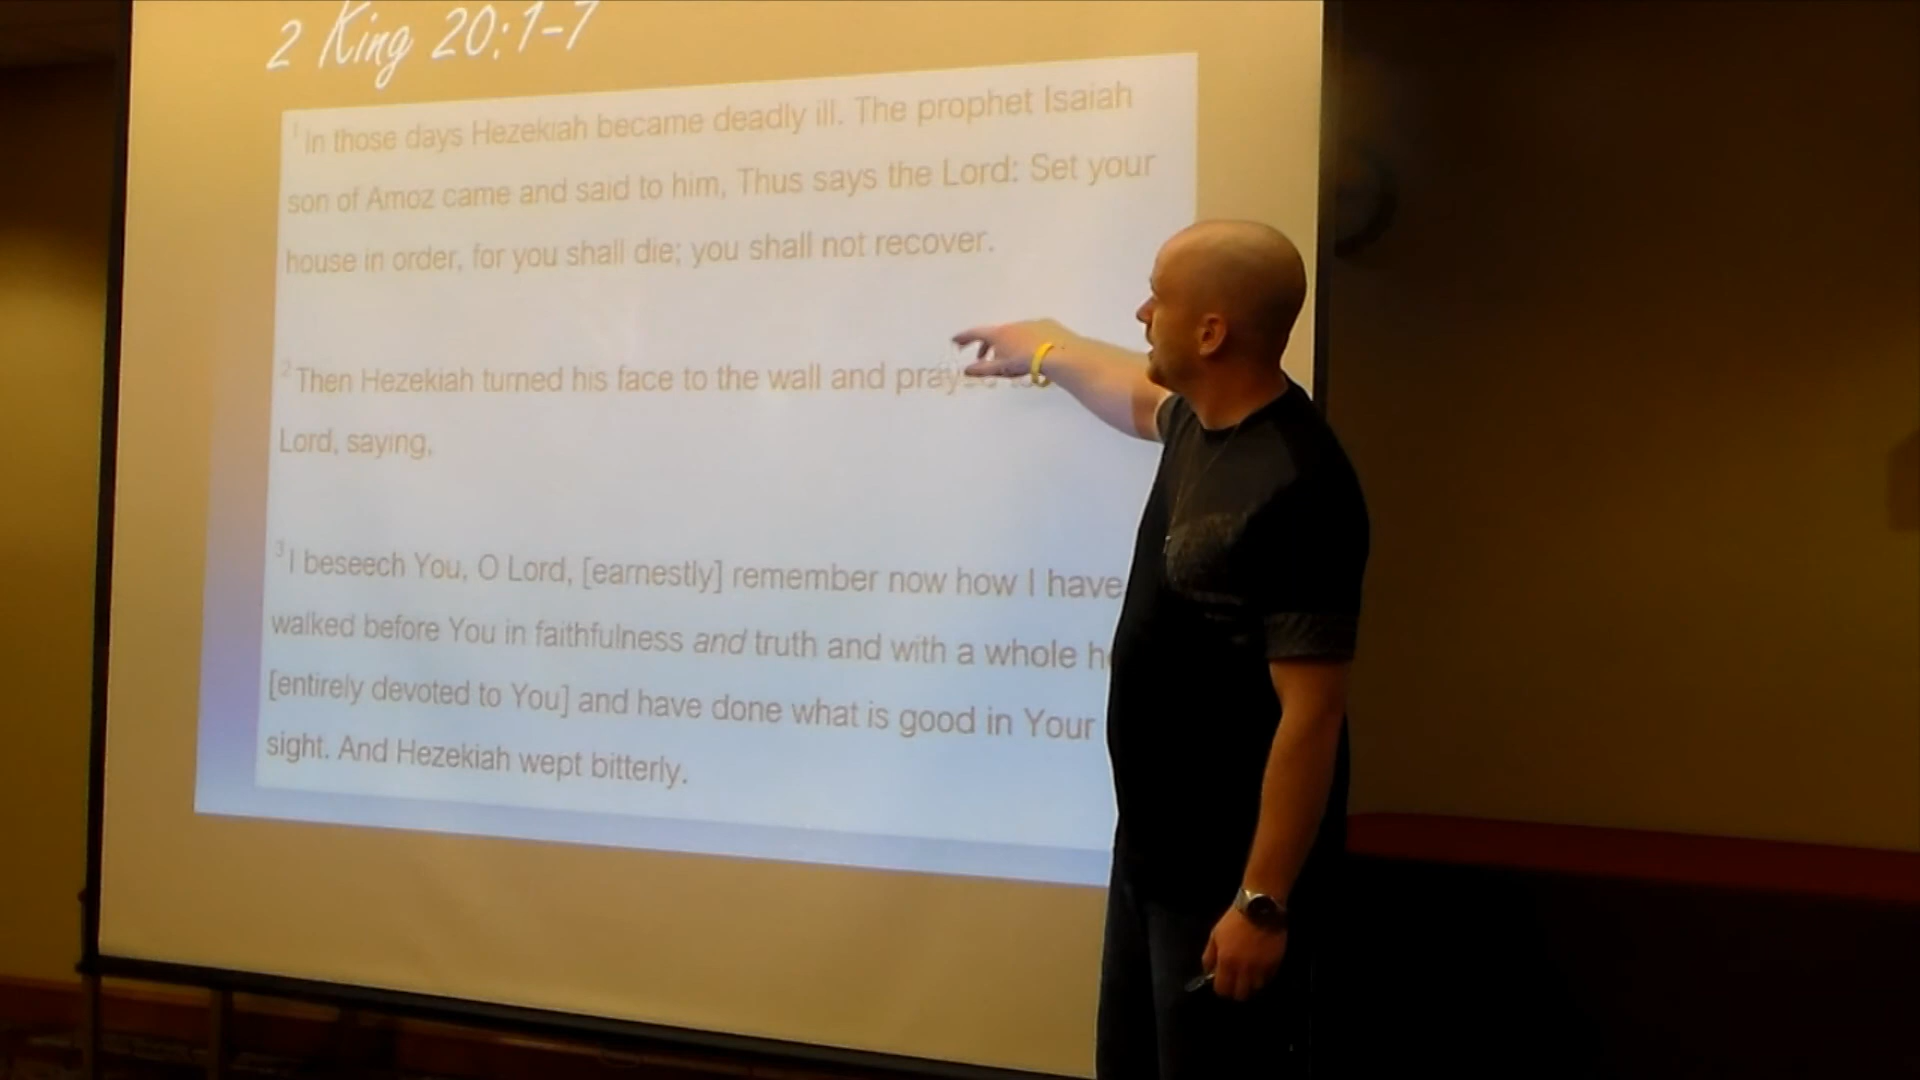 2 King 20:1-7
1 In those days Hezekiah became deadly ill. The prophet Isaiah
son of Amoz came and said to him, Thus says the Lord: Set your
house in order, for you shall die; you shall not recover.
2 Then Hezekiah turned his face to the wall and prayed
Lord, saying,
3 I beseech You, O Lord, [earnestly] remember now how I have
walked before You in faithfulness and truth and with a whole
[entirely devoted to You] and have done what is good in Your
sight. And Hezekiah wept bitterly.